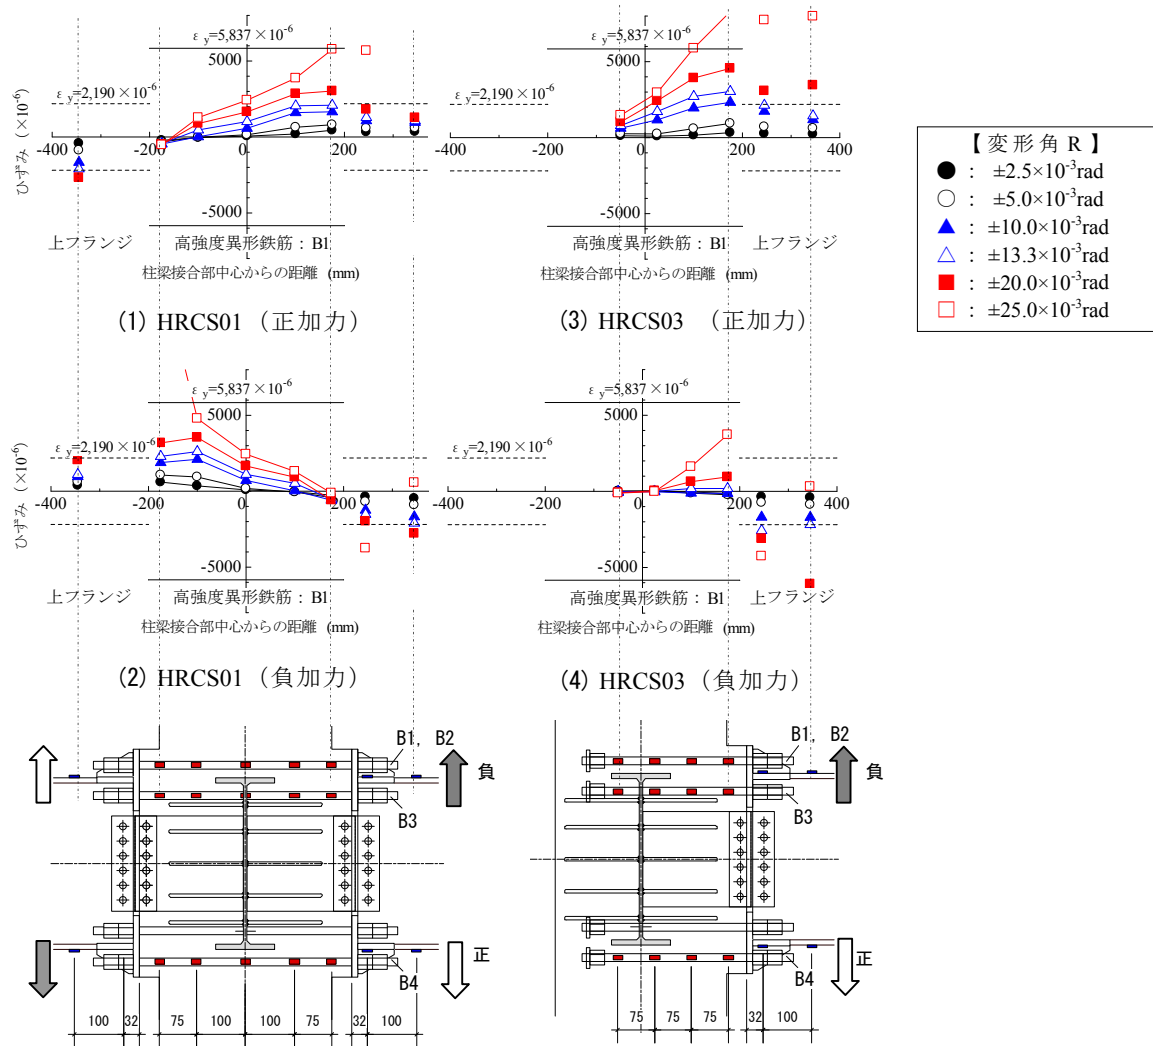 ε y=5,837×10-6
5000
ε y=2,190×10-6
ひずみ (×10-6)
-400 -200 0 200
-5000
上フランジ 高強度異形鉄筋：B1
柱梁接合部中心からの距離 (mm)
(1) HRCS01 (正加力)
ε y=5,837×10-6
5000
ε y=2,190×10-6
-400 -200 0 200 400
-5000
高強度異形鉄筋：B1 上フランジ
柱梁接合部中心からの距離 (mm)
(3) HRCS03 (正加力)
【変形角 R】
● ： ±2.5×10-3rad
○ ： ±5.0×10-3rad
▲ ： ±10.0×10-3rad
△ ： ±13.3×10-3rad
■ ： ±20.0×10-3rad
□ ： ±25.0×10-3rad
ε y=5,837×10-6
5000
ε y=2,190×10-6
ひずみ (×10-6)
-400 -200 0 200
-5000
上フランジ 高強度異形鉄筋：B1
柱梁接合部中心からの距離 (mm)
(2) HRCS01 (負加力)
ε y=5,837×10-6
5000
ε y=2,190×10-6
-400 -200 0 200 400
-5000
高強度異形鉄筋：B1 上フランジ
柱梁接合部中心からの距離 (mm)
(4) HRCS03 (負加力)
B1, B2
負
B3
正
B4
100 32 75 100 100 75 32 100
B1, B2
負
B3
正
B4
75 75 75 32 100